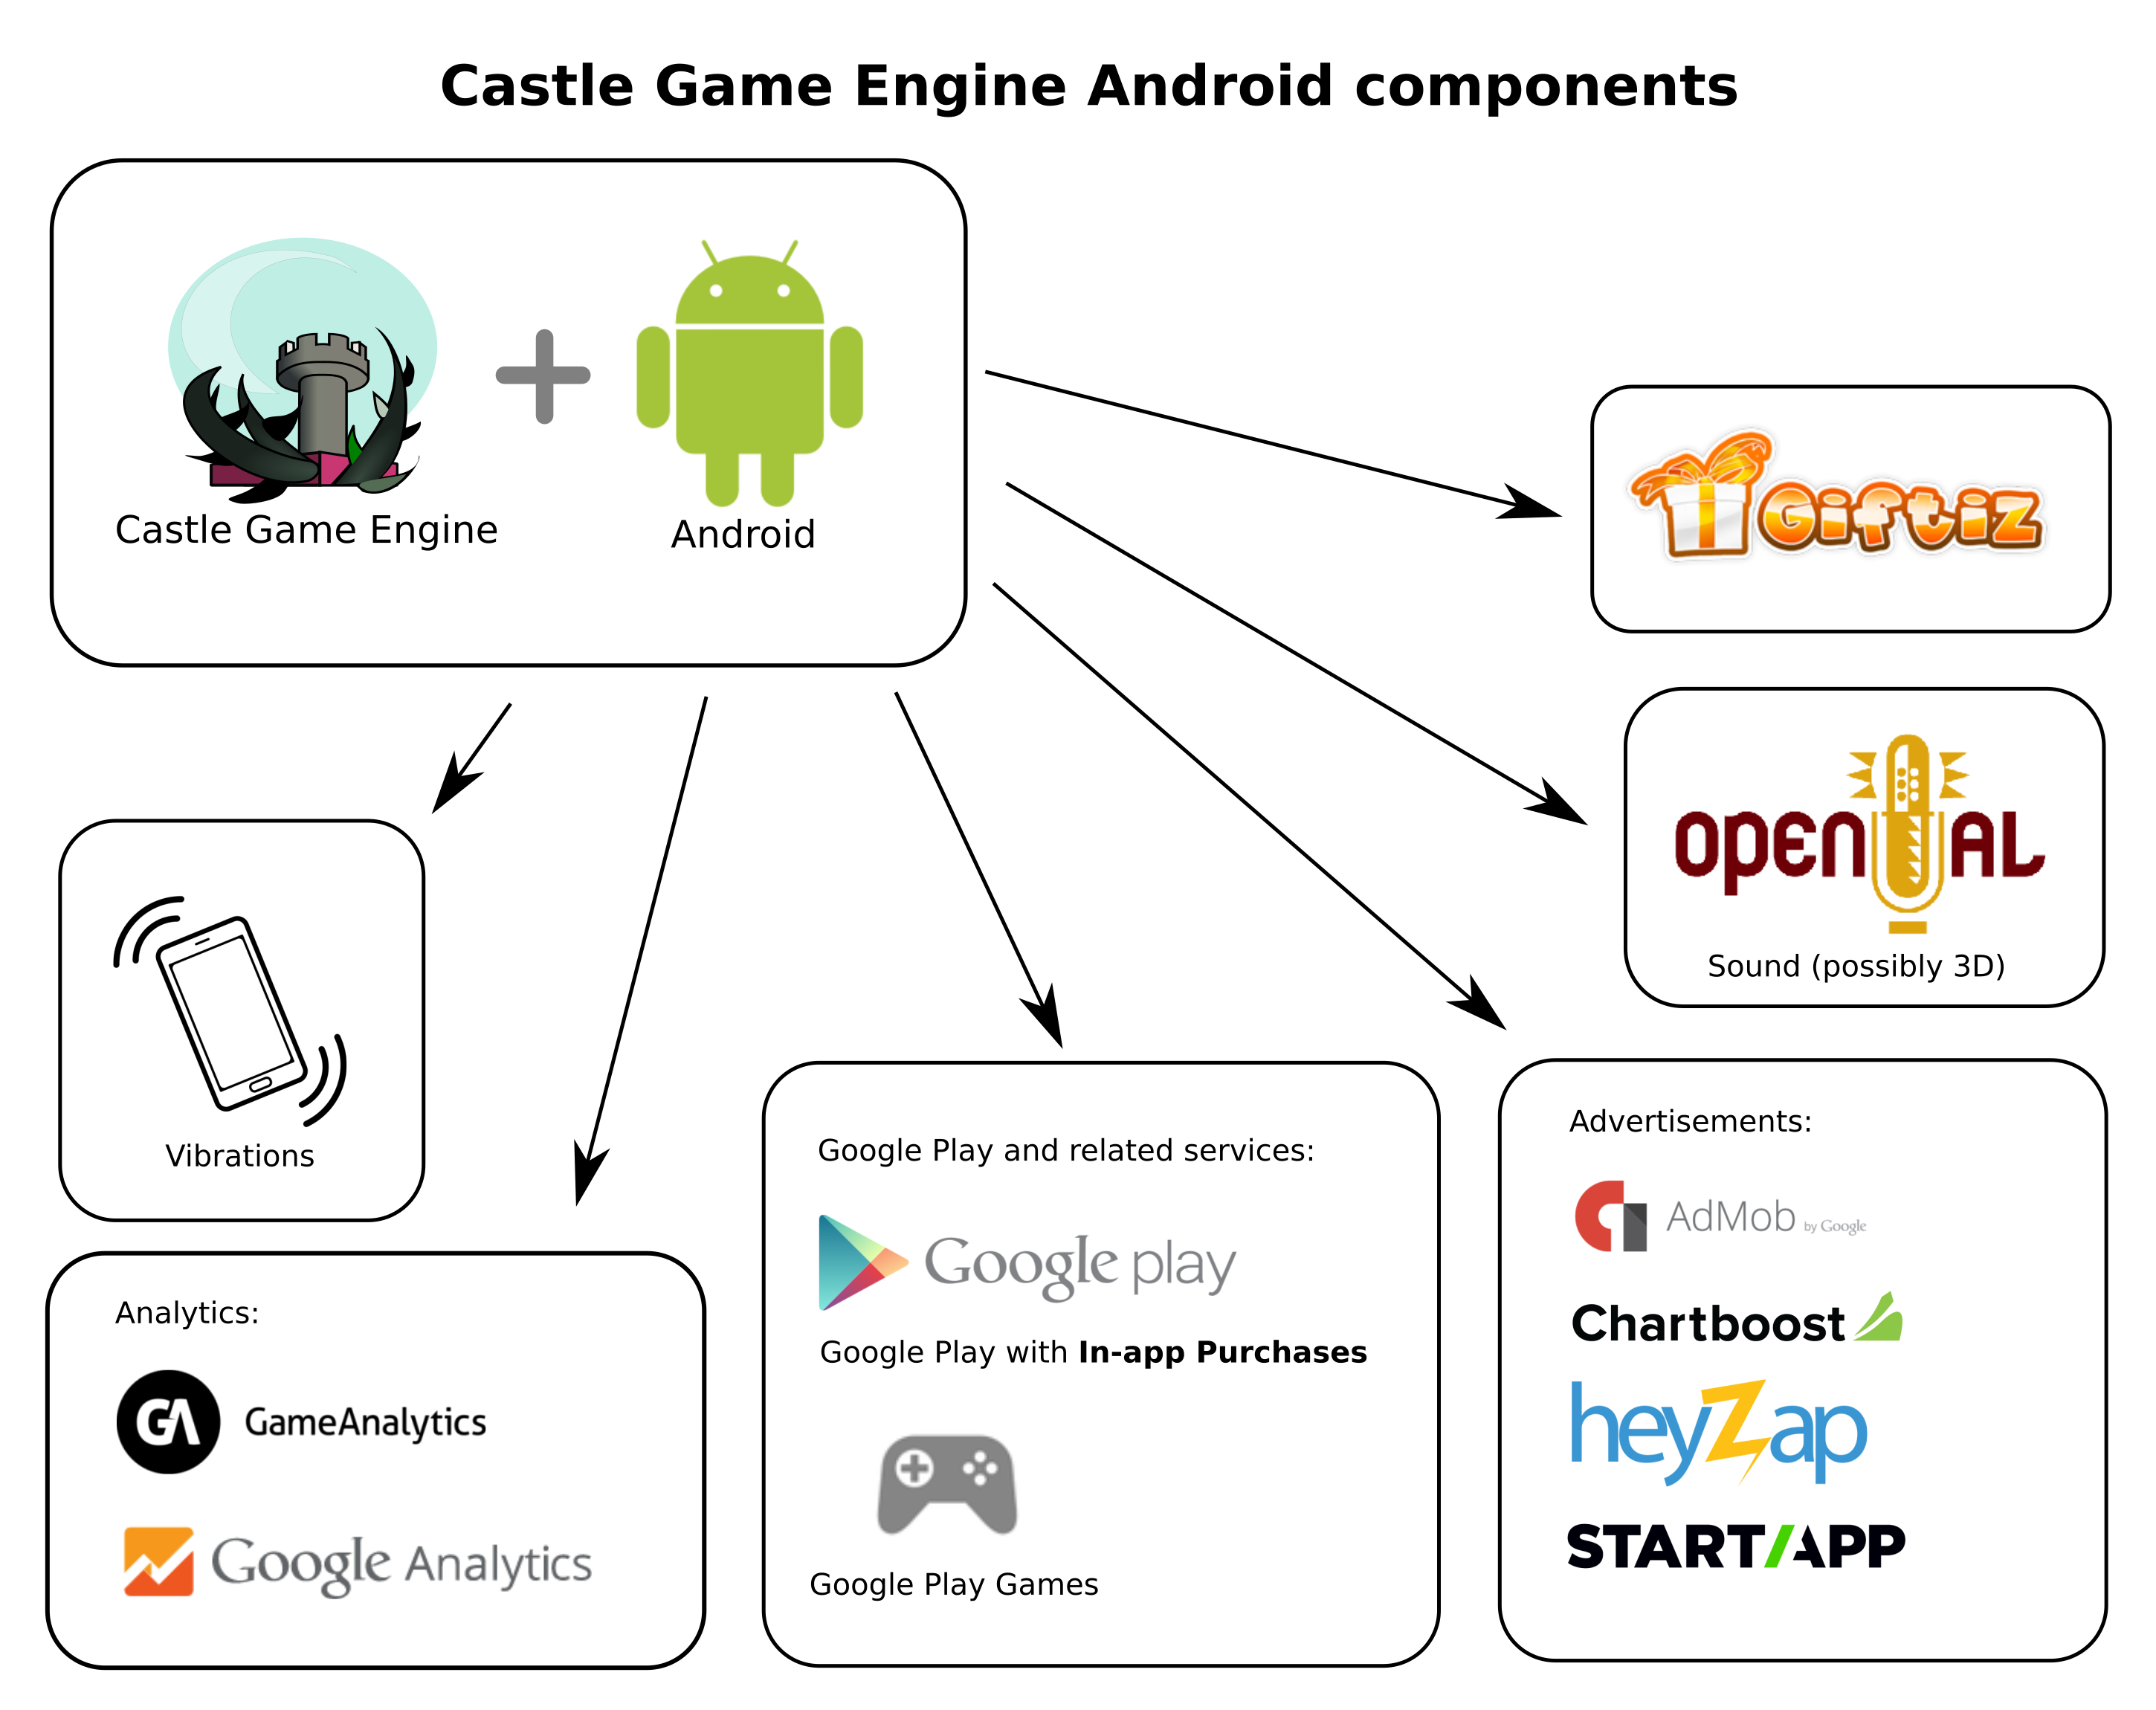 Castle Game Engine Android components
Castle Game Engine
Android
Giftiz
OPENAL
Sound (possibly 3D)
Vibrations
Analytics:
GA GameAnalytics
Google Analytics
Google Play and related services:
Google play
Google Play with In-app Purchases
Google Play Games
Advertisements:
AdMob by Google
Chartboost
heyZap
START/APP